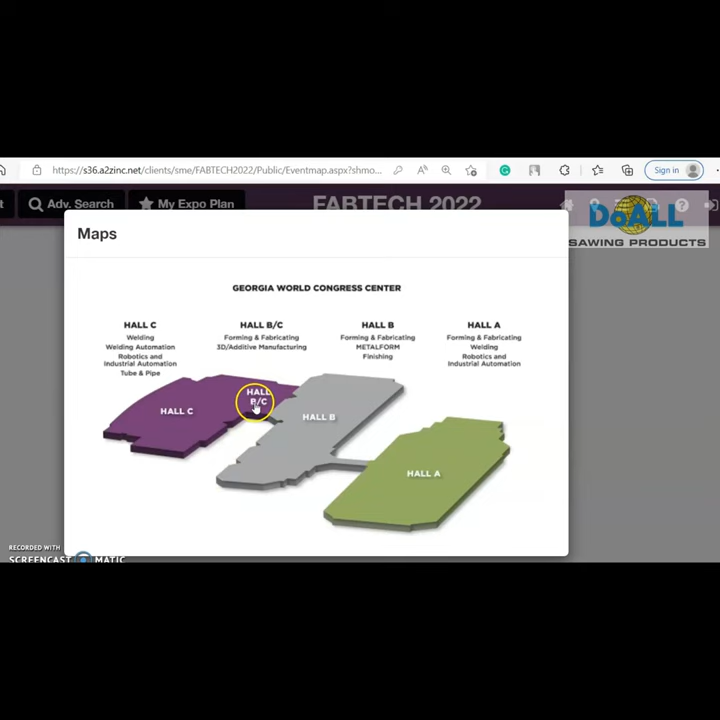 https://s36.a2zinc.net/clients/sme/FABTECH2022/Public/Eventmap.aspx?shmo...
Sign in
t
Adv. Search
My Expo Plan
FABTECH 2022
DoALL
SAWING PRODUCTS
Maps
GEORGIA WORLD CONGRESS CENTER
HALL C
Welding
Welding Automation
Robotics and
Industrial Automation
Tube & Pipe
HALL B/C
Forming & Fabricating
3D/Additive Manufacturing
HALL B
Forming & Fabricating
METALFORM
Finishing
HALL A
Forming & Fabricating
Welding
Robotics and
Industrial Automation
HALL C
HALL
B/C
HALL B
HALL A
RECORDED WITH
SCREENCAST MATIC